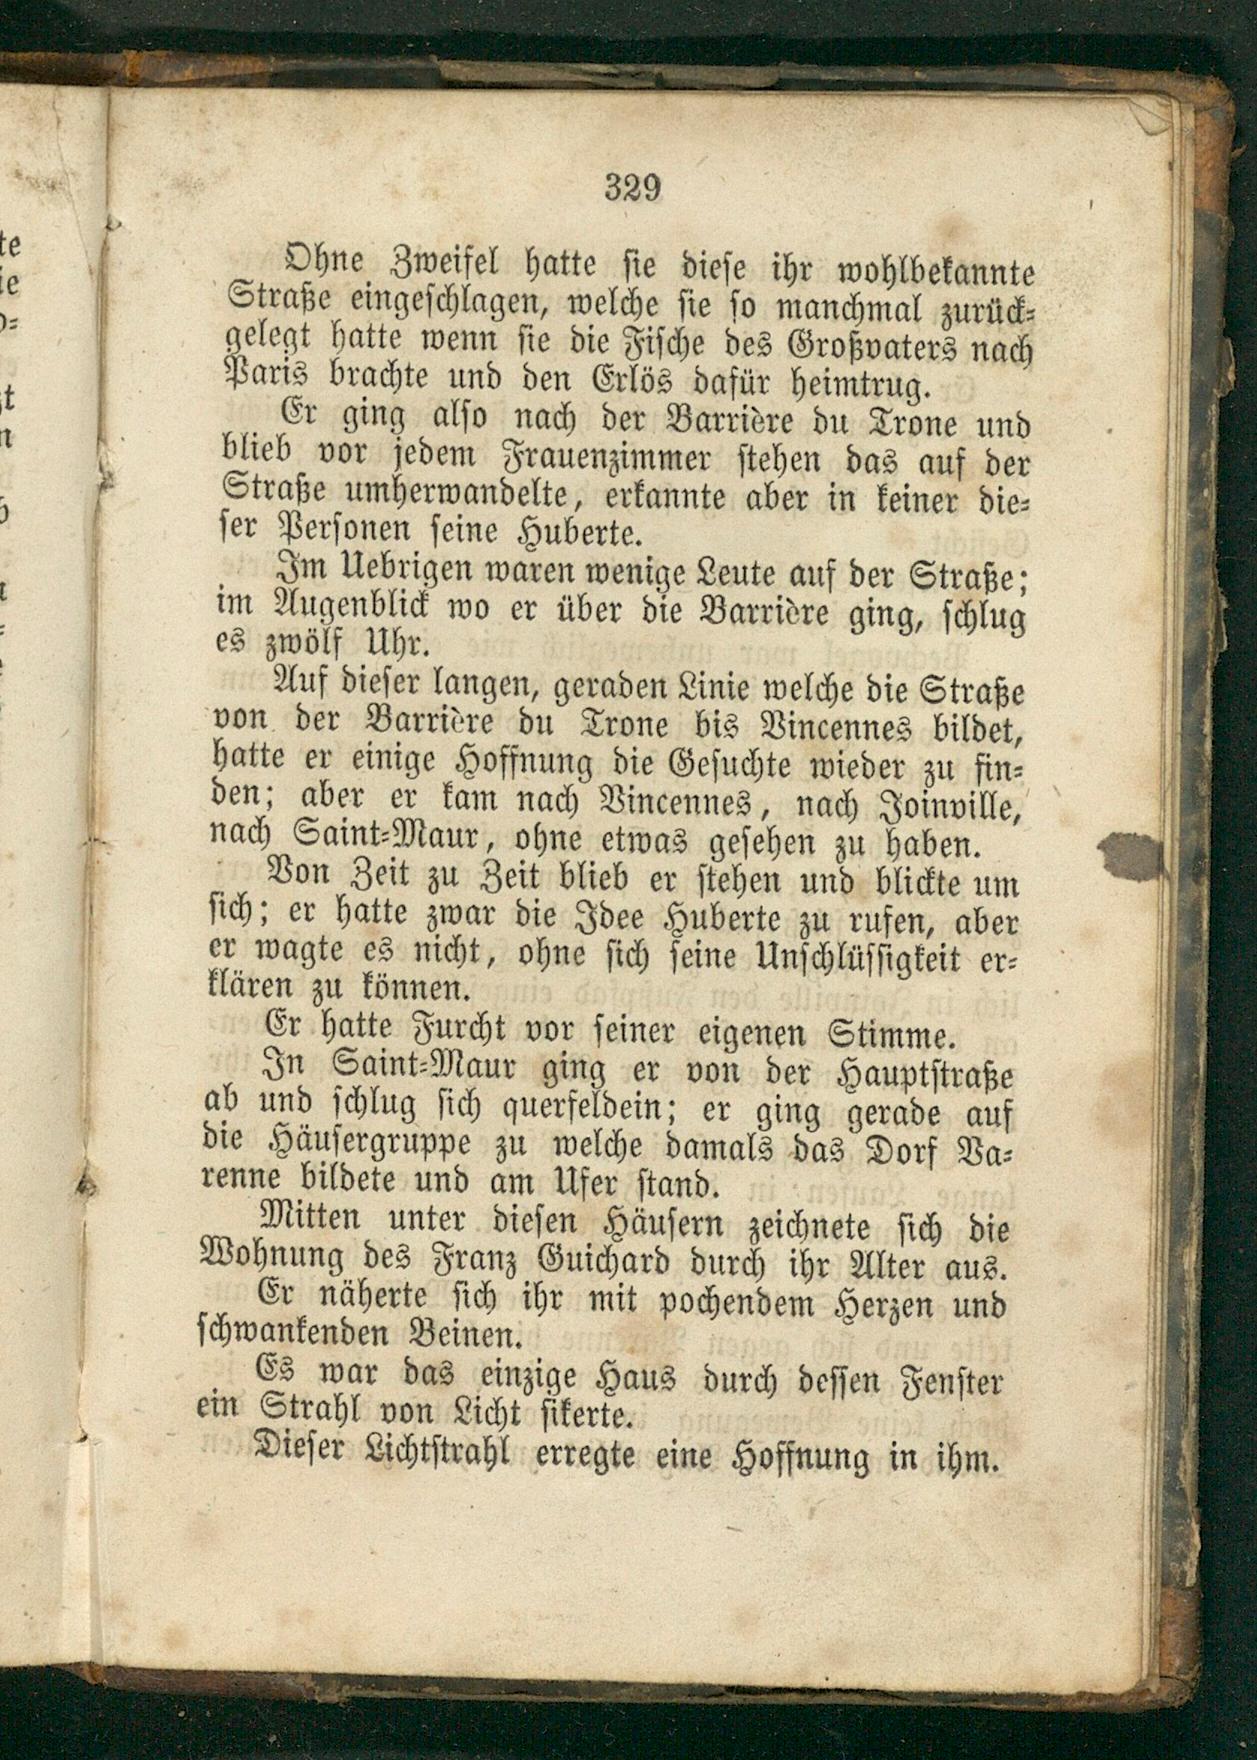 329
Ohne Zweifel hatte sie diese ihr wohlbekannte
Straße eingeschlagen, welche sie so manchmal zurück=
gelegt hatte wenn sie die Fische des Großvaters nach
Paris brachte und den Erlös dafür heimtrug.
Er ging also nach der Barrière du Trone und
blieb vor jedem Frauenzimmer stehen das auf der
Straße umherwandelte, erkannte aber in keiner die=
ser Personen seine Huberte.
Im Uebrigen waren wenige Leute auf der Straße;
im Augenblick wo er über die Barrière ging, schlug
es zwölf Uhr.
Auf dieser langen, geraden Linie welche die Straße
von der Barrière du Trone bis Vincennes bildet,
hatte er einige Hoffnung die Gesuchte wieder zu fin=
den; aber er kam nach Vincennes, nach Joinville,
nach Saint=Maur, ohne etwas gesehen zu haben.
Von Zeit zu Zeit blieb er stehen und blickte um
sich; er hatte zwar die Idee Huberte zu rufen, aber
er wagte es nicht, ohne sich seine Unschlüssigkeit er=
klären zu können.
Er hatte Furcht vor seiner eigenen Stimme.
In Saint=Maur ging er von der Hauptstraße
ab und schlug sich querfeldein; er ging gerade auf
die Häusergruppe zu welche damals das Dorf Va=
renne bildete und am Ufer stand.
Mitten unter diesen Häusern zeichnete sich die
Wohnung des Franz Guichard durch ihr Alter aus.
Er näherte sich ihr mit pochendem Herzen und
schwankenden Beinen.
Es war das einzige Haus durch dessen Fenster
ein Strahl von Licht sikerte.
Dieser Lichtstrahl erregte eine Hoffnung in ihm.